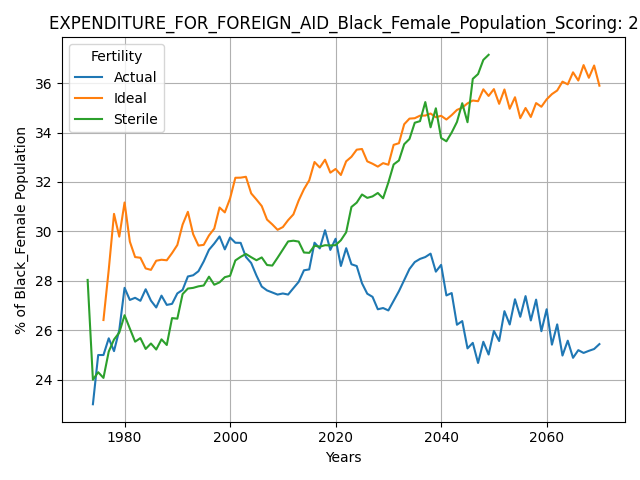 EXPENDITURE_FOR_FOREIGN_AID_Black_Female_Population_Scoring: 2
Fertility
Actual
Ideal
Sterile
% of Black_Female Population
36
34
32
30
28
26
24
1980
2000
2020
2040
2060
Years